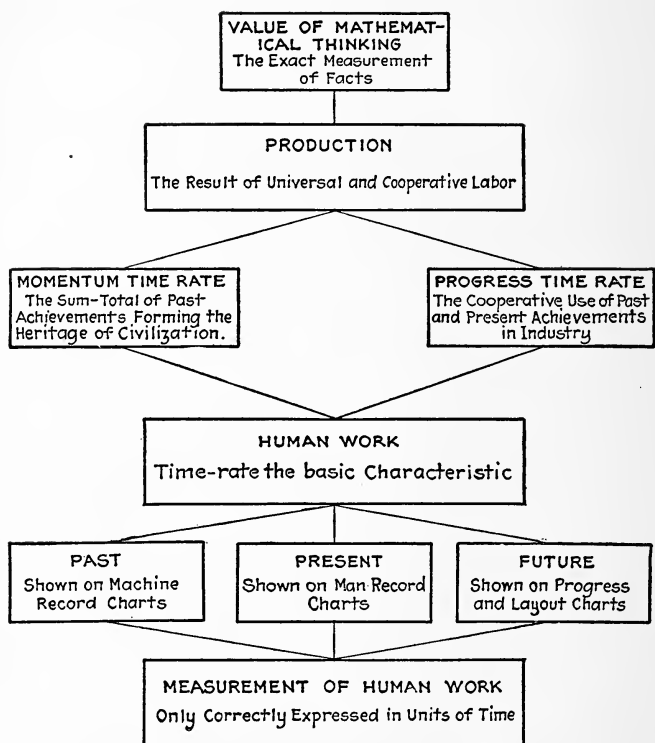 VALUE OF MATHEMAT-
ICAL THINKING
The Exact Measurement
of Facts
PRODUCTION
The Result of Universal and Cooperative Labor
MOMENTUM TIME RATE
The Sum-Total of Past
Achievements Forming the
Heritage of Civilization.
PROGRESS TIME RATE
The Cooperative Use of Past
and Present Achievements
in Industry
HUMAN WORK
Time-rate the basic Characteristic
PAST
Shown on Machine
Record Charts
PRESENT
Shown on Man-Record
Charts
FUTURE
Shown on Progress
and Layout Charts
MEASUREMENT OF HUMAN WORK
Only Correctly Expressed in Units of Time